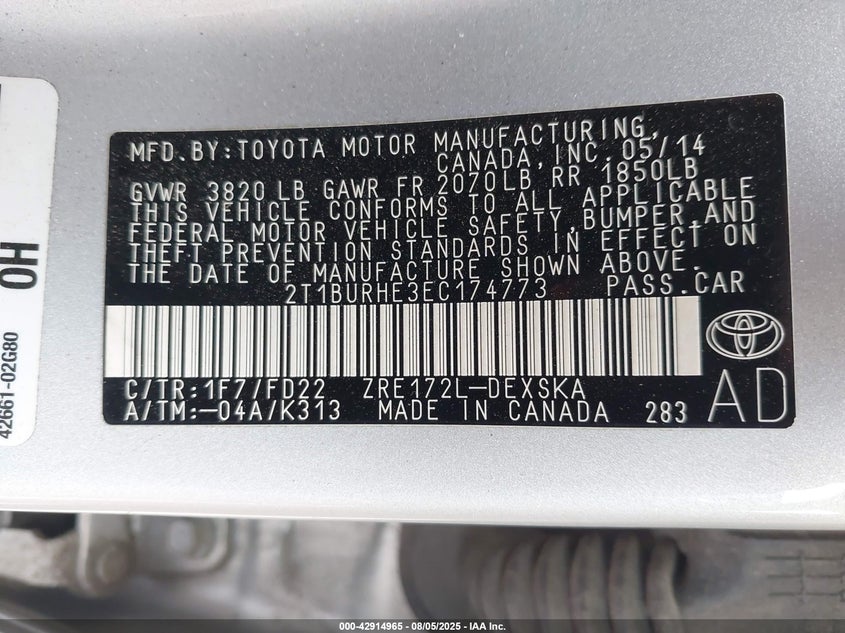 MFD.BY:TOYOTA MOTOR MANUFACTURING,
CANADA,INC.05/14
GVWR 3820 LB GAWR FR 2070LB RR 1850LB
THIS VEHICLE CONFORMS TO ALL APPLICABLE
FEDERAL MOTOR VEHICLE SAFETY,BUMPER,AND
THEFT PREVENTION STANDARDS IN EFFECT ON
THE DATE OF MANUFACTURE SHOWN ABOVE.
2T1BURHE3EC174773 PASS.CAR
C/TR:1F7/FD22 ZRE172L-DEXSKA
A/TM:-04A/K313 MADE IN CANADA 283
AD
OH
42661-02G80
000-42914965 - 08/05/2025 - IAA Inc.